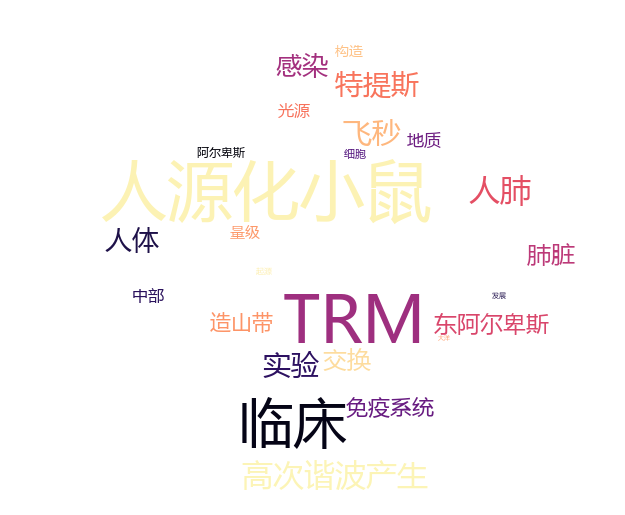 构造
感染
特提斯
光源
飞秒
地质
阿尔卑斯
细胞
人源化小鼠
人肺
人体
量级
肺脏
中部
发展
TRM
造山带
东阿尔卑斯
实验
交换
临床
免疫系统
高次谐波产生